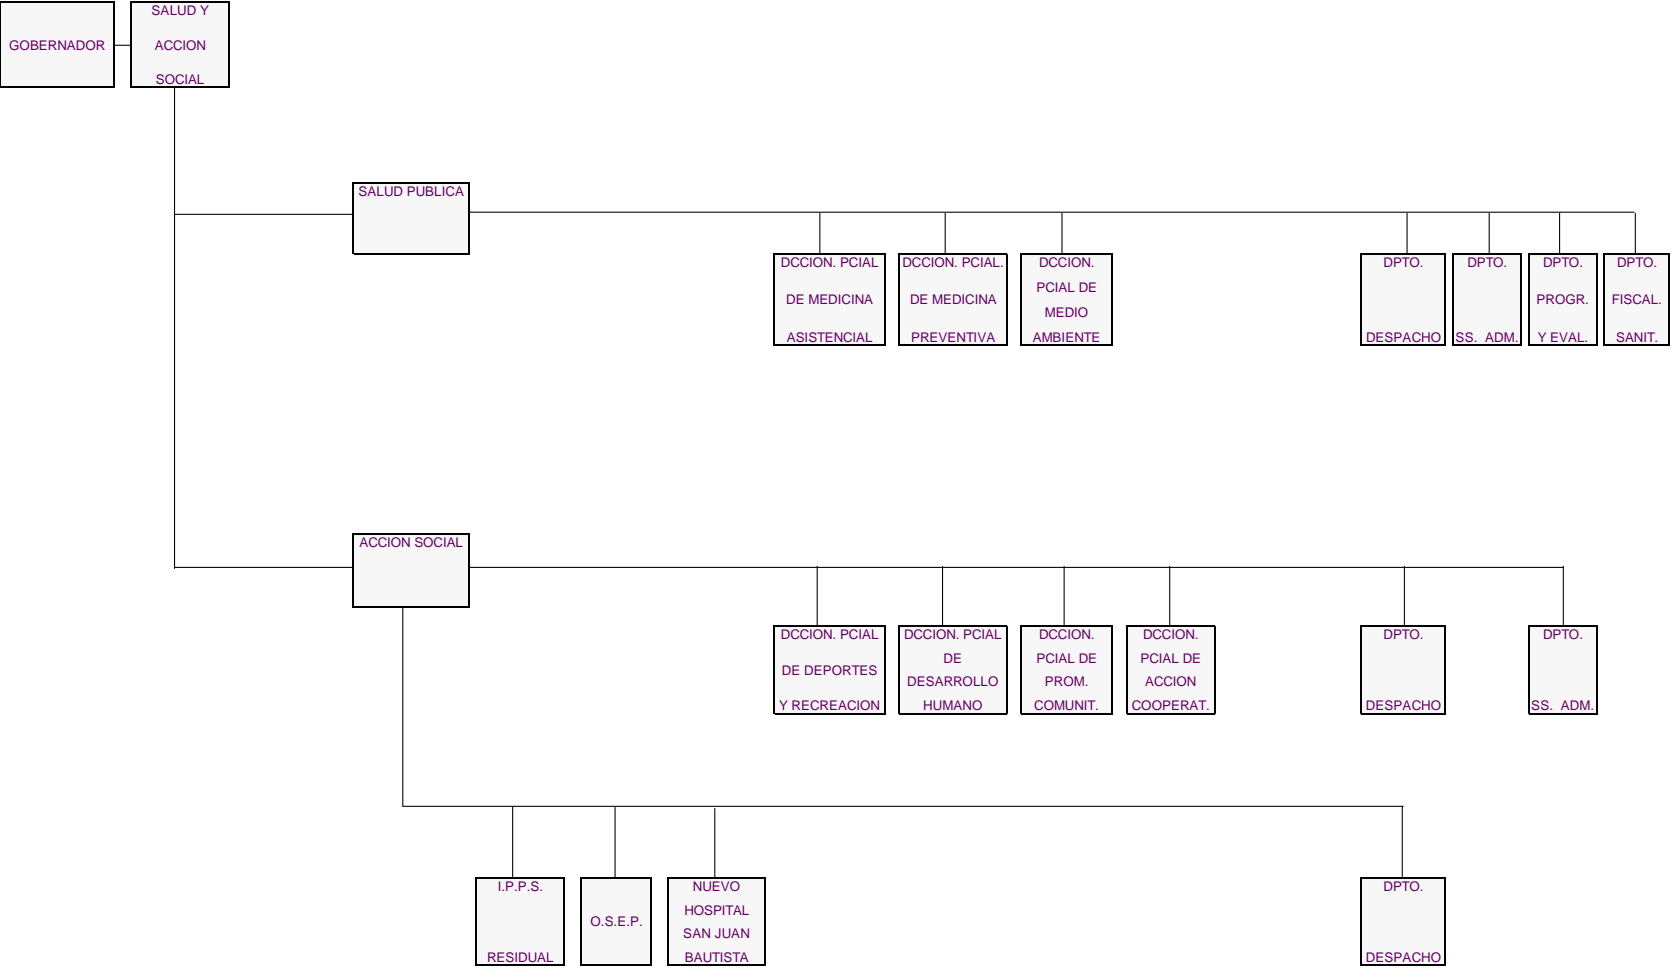 GOBERNADOR
SALUD Y
ACCION
SOCIAL
SALUD PUBLICA
DCCION. PCIAL
DE MEDICINA
ASISTENCIAL
DCCION. PCIAL.
DE MEDICINA
PREVENTIVA
DCCION.
PCIAL DE
MEDIO
AMBIENTE
DPTO.
DESPACHO
DPTO.
SS. ADM.
DPTO.
PROGR.
Y EVAL.
DPTO.
FISCAL.
SANIT.
ACCION SOCIAL
DCCION. PCIAL
DE DEPORTES
Y RECREACION
DCCION. PCIAL
DE
DESARROLLO
HUMANO
DCCION.
PCIAL DE
PROM.
COMUNIT.
DCCION.
PCIAL DE
ACCION
COOPERAT.
DPTO.
DESPACHO
DPTO.
SS. ADM.
I.P.P.S.
RESIDUAL
O.S.E.P.
NUEVO
HOSPITAL
SAN JUAN
BAUTISTA
DPTO.
DESPACHO